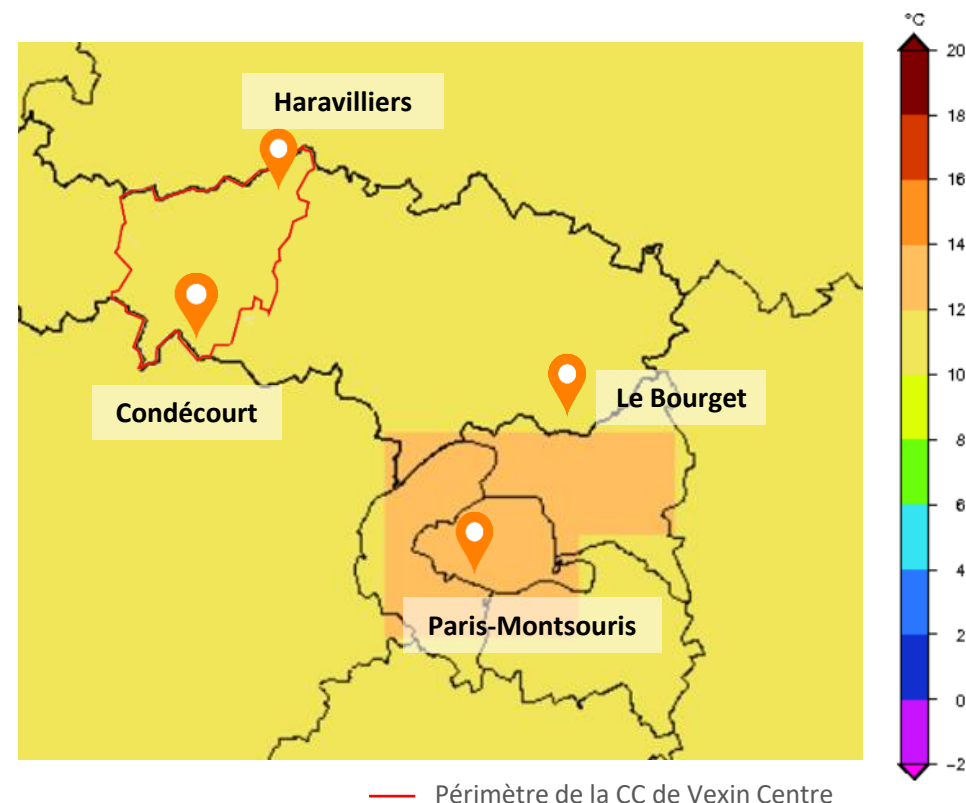 °C
Haravilliers
Condécourt
Le Bourget
Paris-Montsouris
20
18
16
14
12
10
8
6
4
2
0
−2
Périmètre de la CC de Vexin Centre